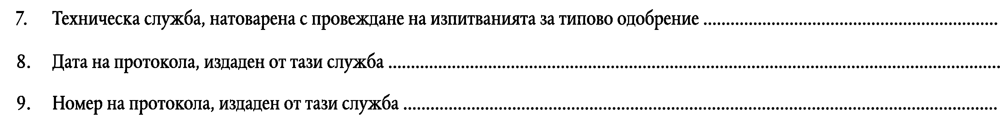 7. Техническа служба, натоварена с провеждане на изпитванията за типово одобрение ................................................................
8. Дата на протокола, издаден от тази служба ................................................................................................................
9. Номер на протокола, издаден от тази служба ............................................................................................................